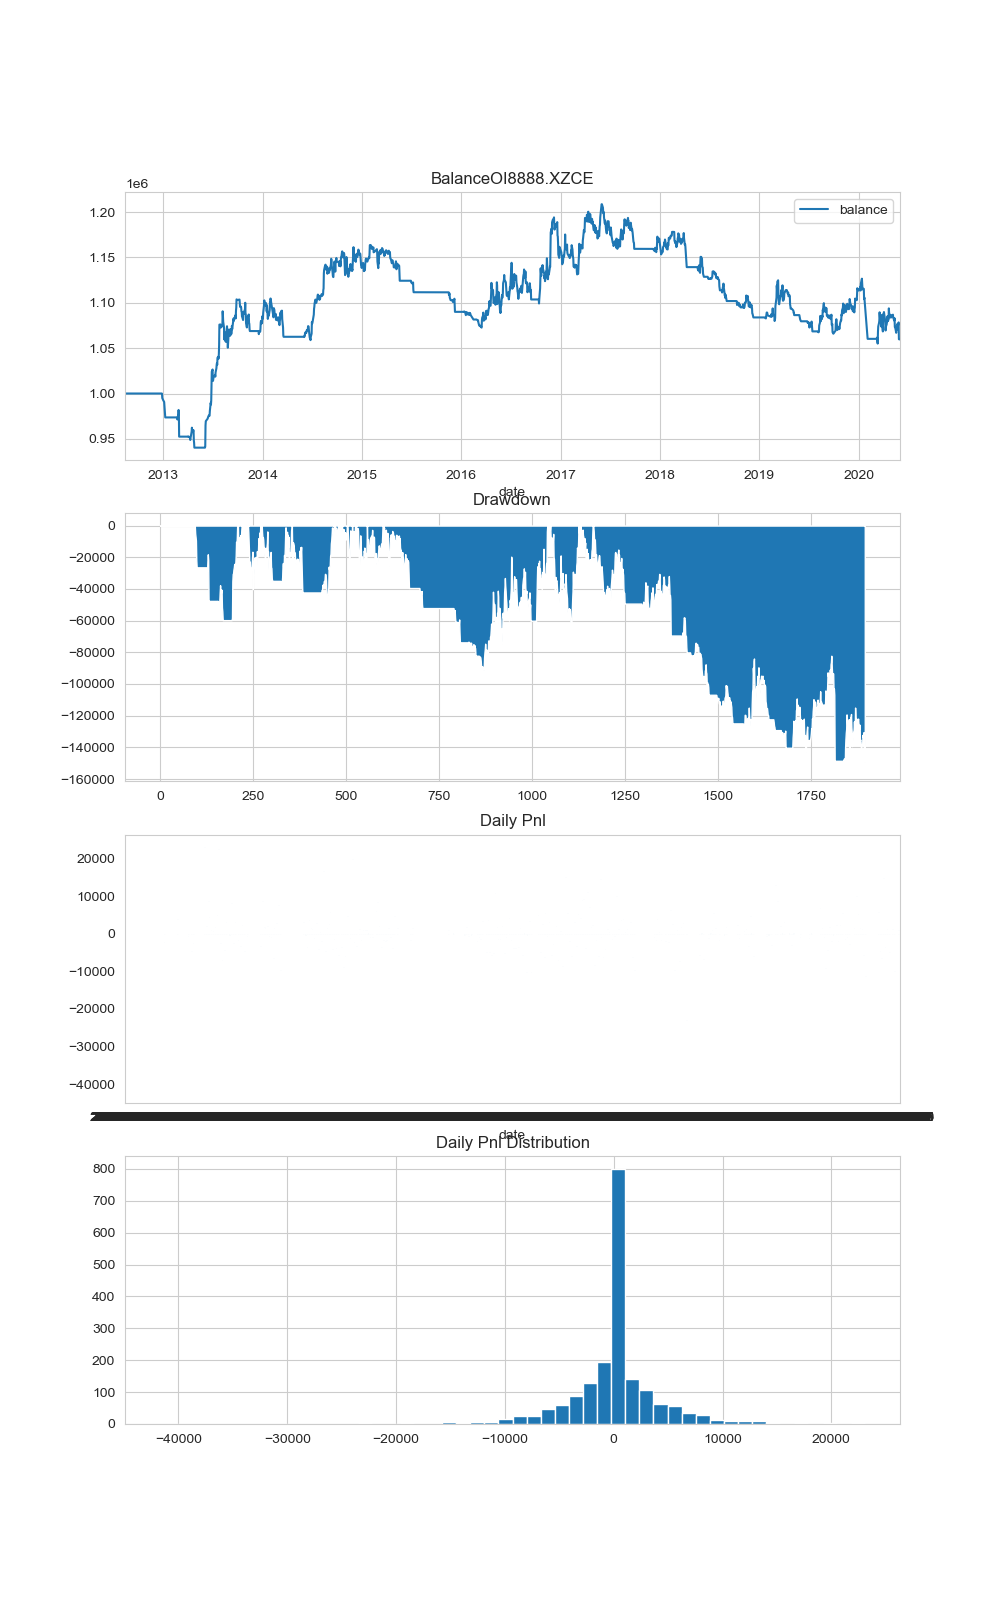 BalanceOI8888.XZCE
1e6
balance
1.20
1.15
1.10
1.05
1.00
0.95
2013 2014 2015 2016 2017 2018 2019 2020
date
Drawdown
0
−20000
−40000
−60000
−80000
−100000
−120000
−140000
−160000
0 250 500 750 1000 1250 1500 1750
Daily Pnl
20000
10000
0
−10000
−20000
−30000
−40000
date
Daily Pnl Distribution
800
700
600
500
400
300
200
100
0
−40000 −30000 −20000 −10000 0 10000 20000